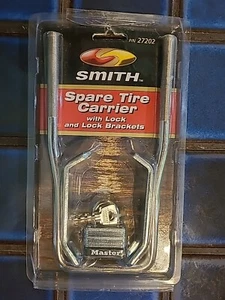 P/N 27202
SMITH
Spare Tire
Carrier
with Lock
and Lock Brackets
Master